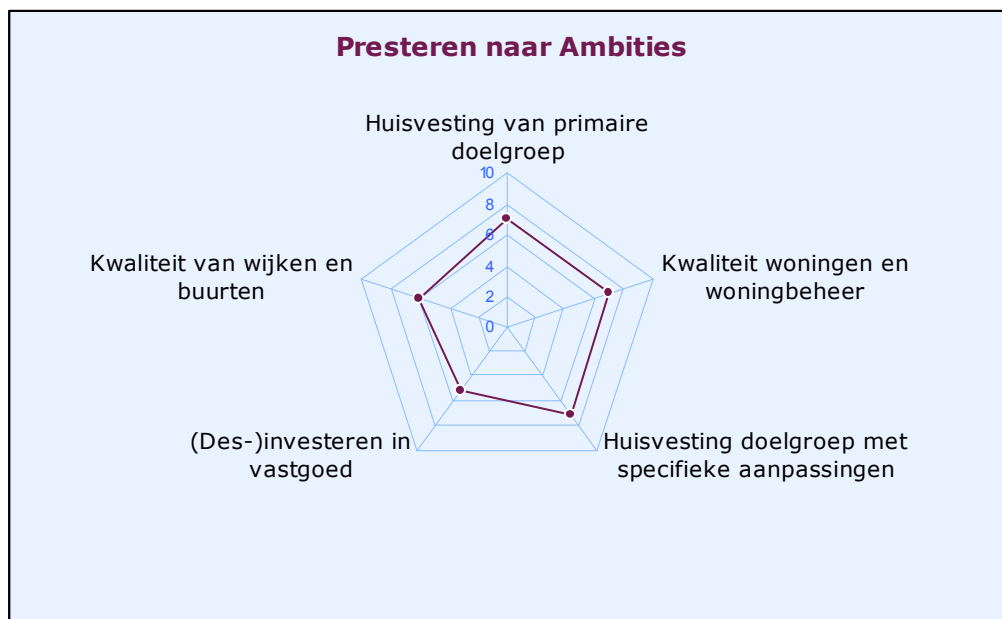 Presteren naar Ambities
Huisvesting van primaire
doelgroep
10
8
6
4
2
0
Kwaliteit van wijken en
buurten
Kwaliteit woningen en
woningbeheer
(Des-)investeren in
vastgoed
Huisvesting doelgroep met
specifieke aanpassingen